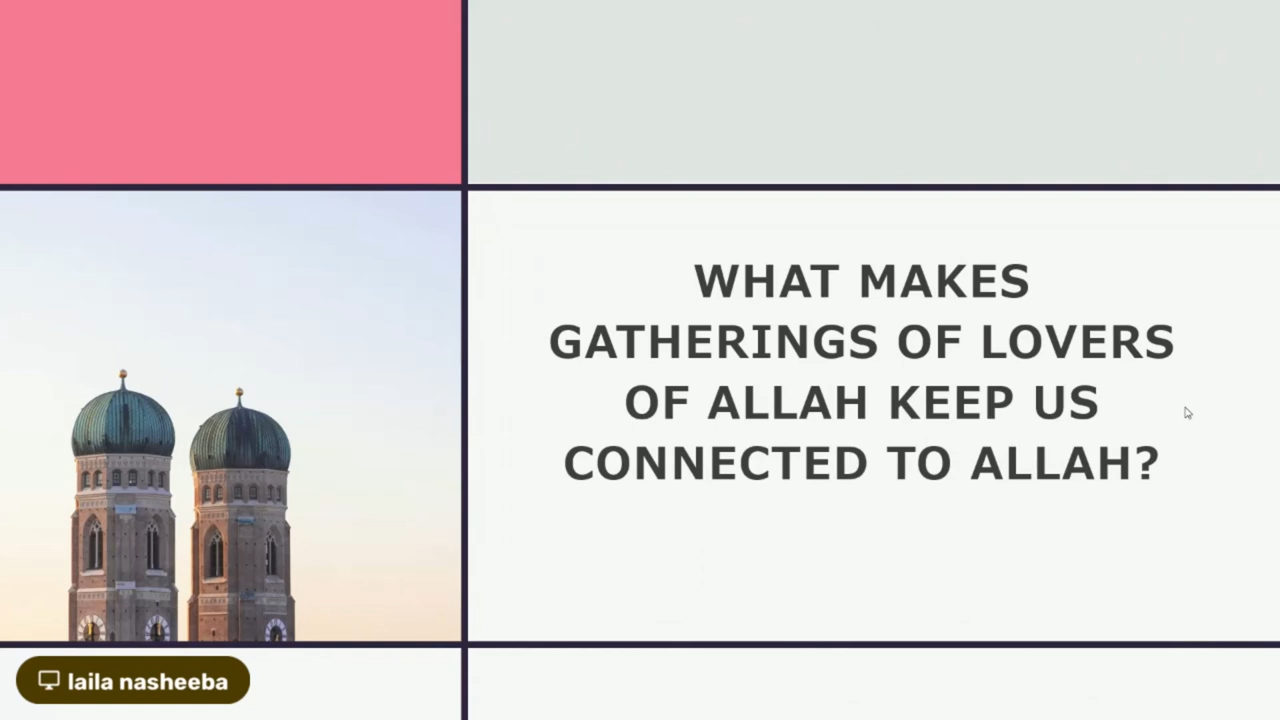 WHAT MAKES
GATHERINGS OF LOVERS
OF ALLAH KEEP US
CONNECTED TO ALLAH?
laila nasheeba